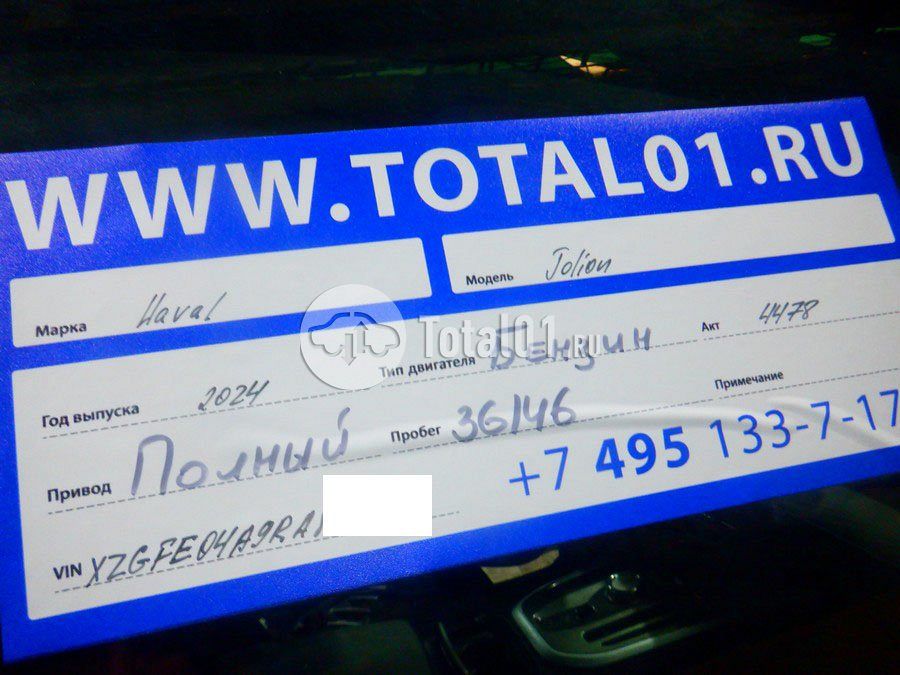 WWW.TOTAL01.RU
Марка Haval Модель Jolion
Год выпуска 2024 Тип двигателя Бензин Акт 4478
Привод Полный Пробег 36146 Примечание
+7 495 133-7-17
VIN XZGFE04A9RA
Total01.RU